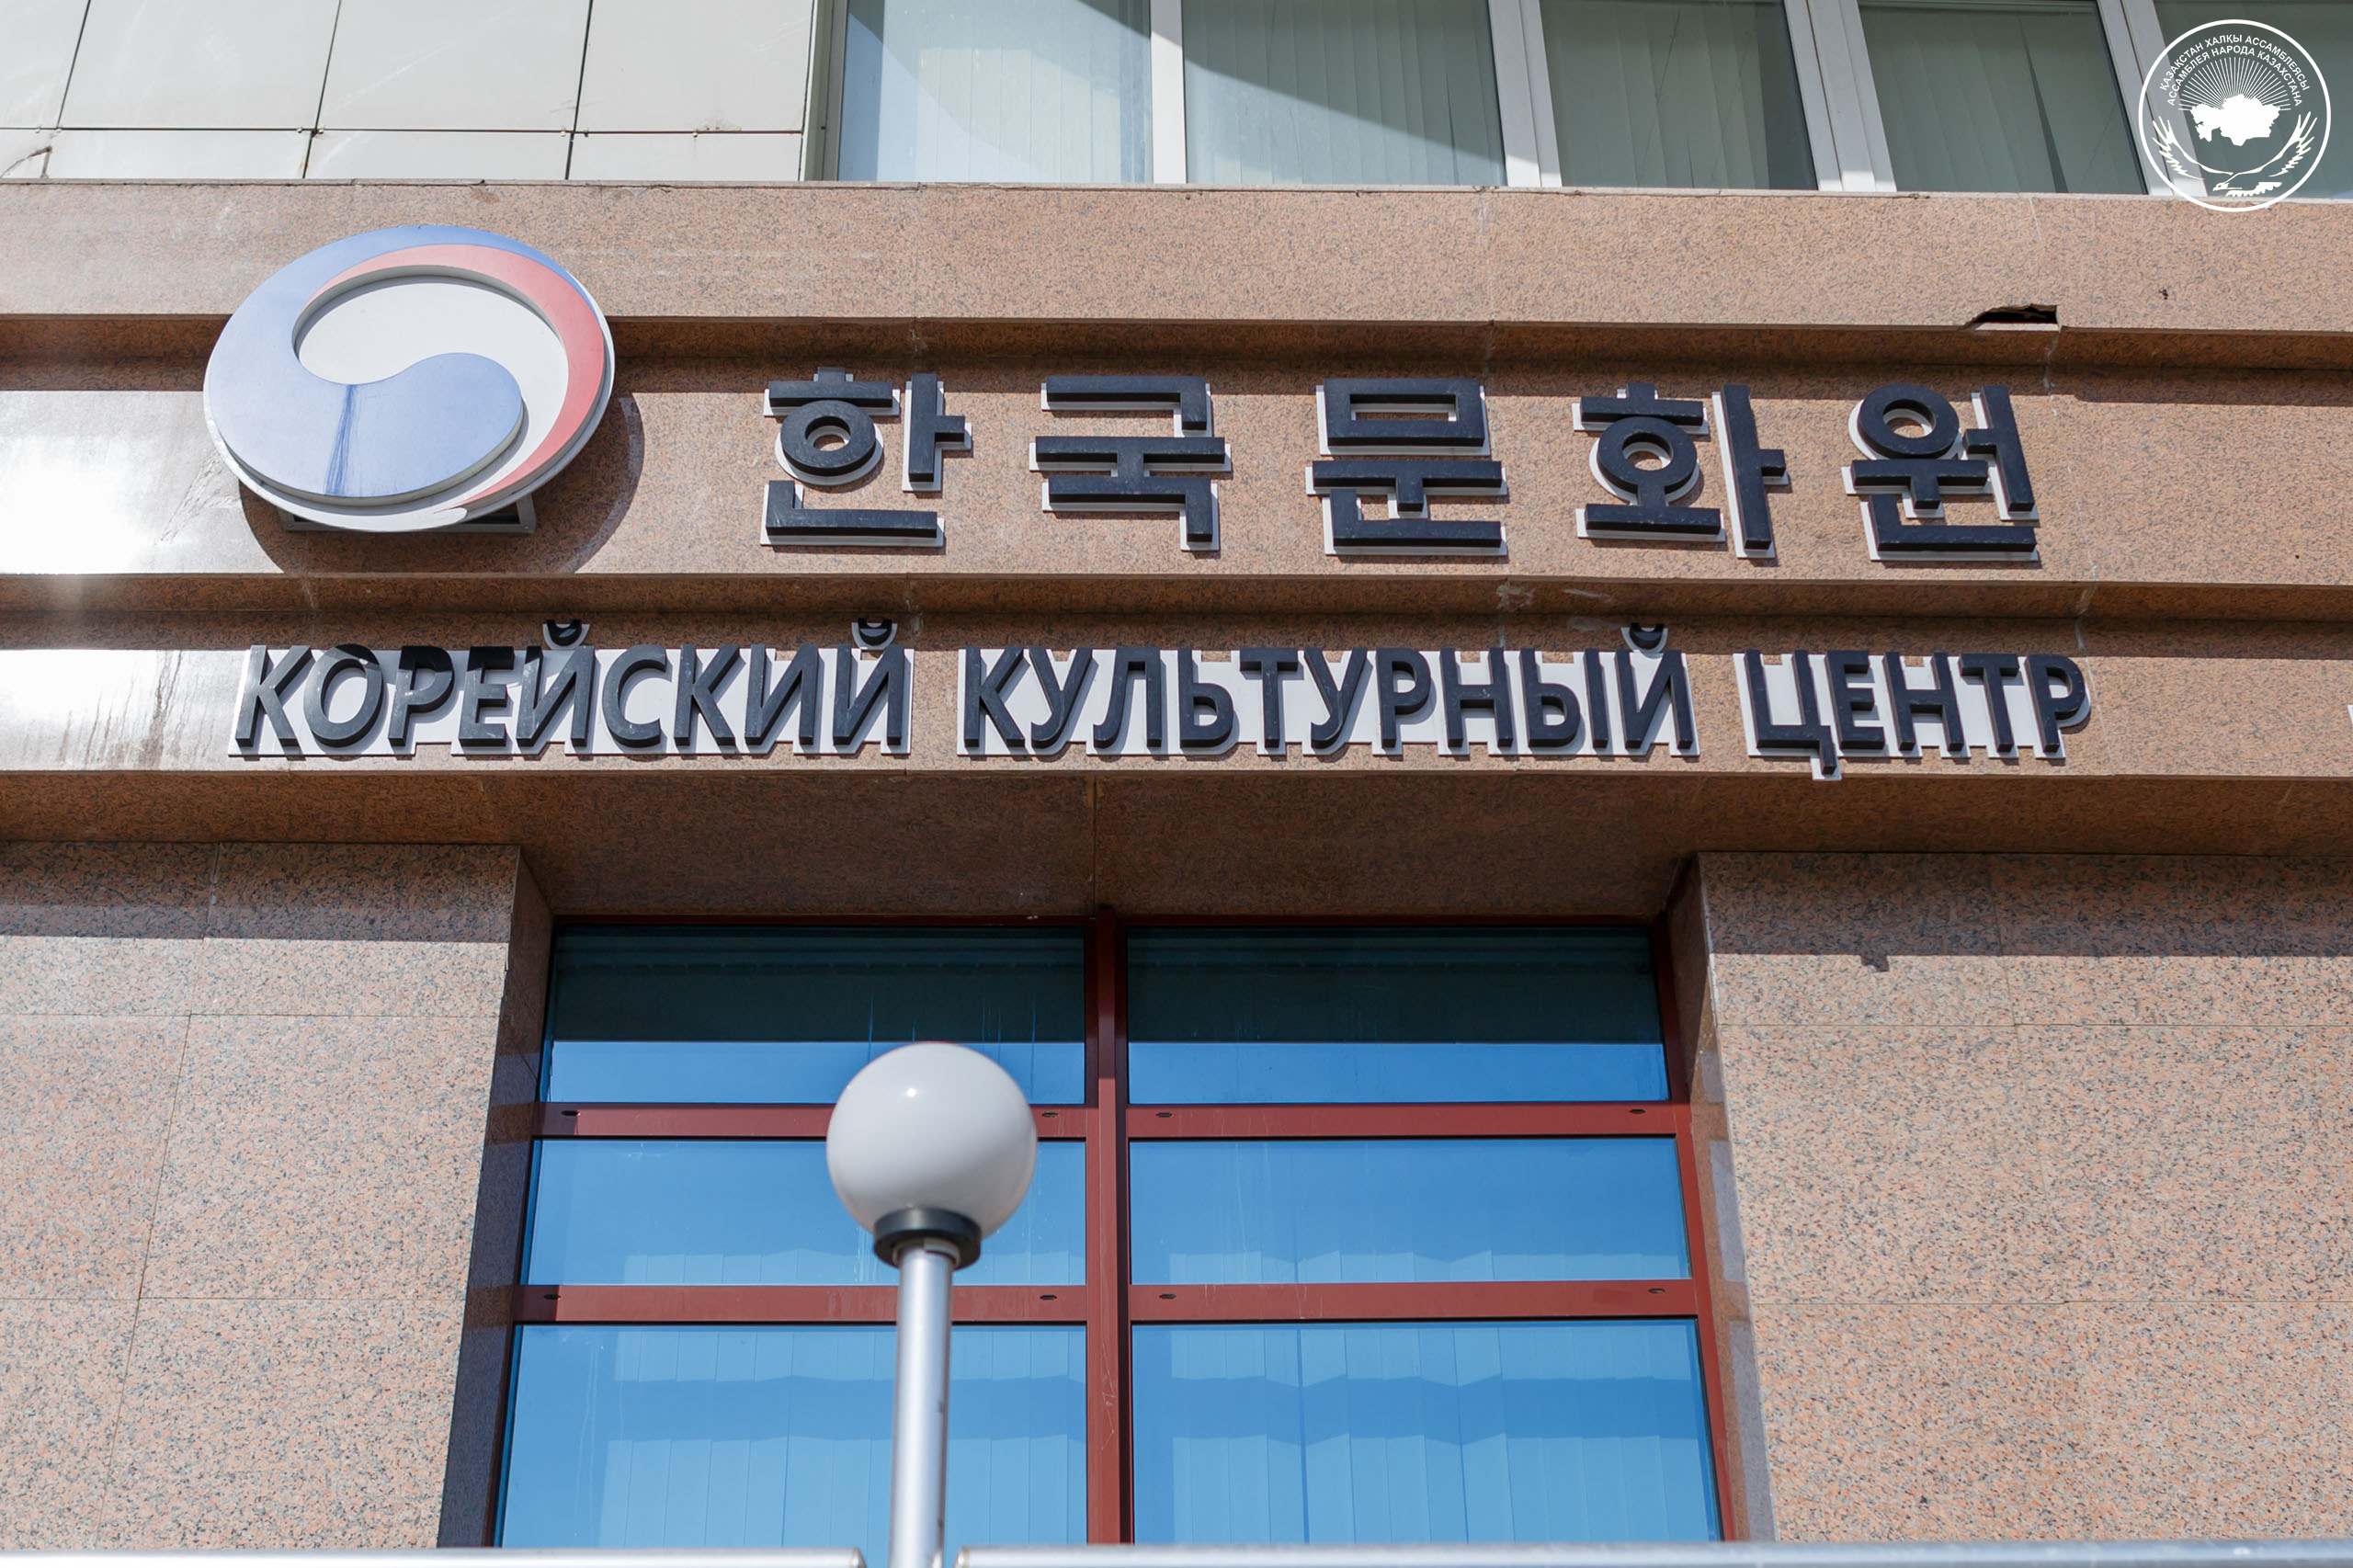 ҚАЗАҚСТАН ХАЛҚЫ АССАМБЛЕЯСЫ
АССАМБЛЕЯ НАРОДА КАЗАХСТАНА
한국문화원
КОРЕЙСКИЙ КУЛЬТУРНЫЙ ЦЕНТР